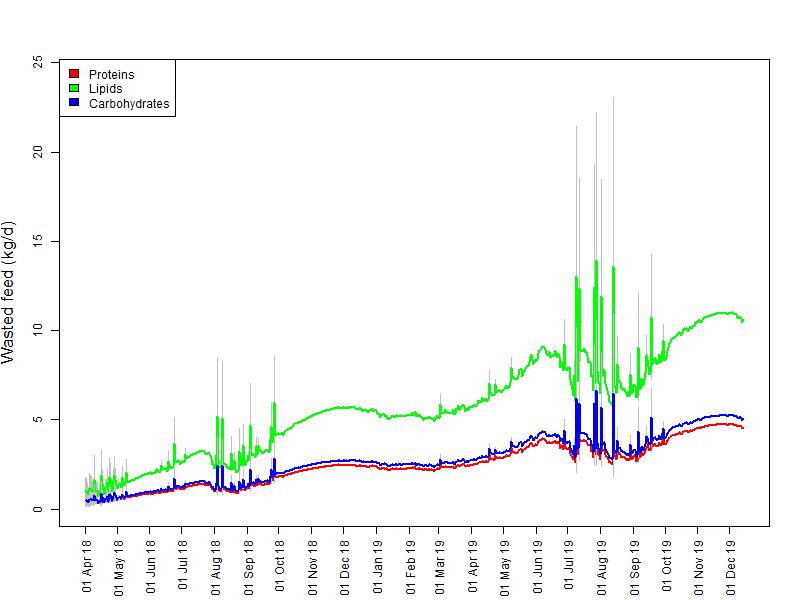 Proteins
Lipids
Carbohydrates
Wasted feed (kg/d)
25
20
15
10
5
0
01 Apr 18
01 May 18
01 Jun 18
01 Jul 18
01 Aug 18
01 Sep 18
01 Oct 18
01 Nov 18
01 Dec 18
01 Jan 19
01 Feb 19
01 Mar 19
01 Apr 19
01 May 19
01 Jun 19
01 Jul 19
01 Aug 19
01 Sep 19
01 Oct 19
01 Nov 19
01 Dec 19